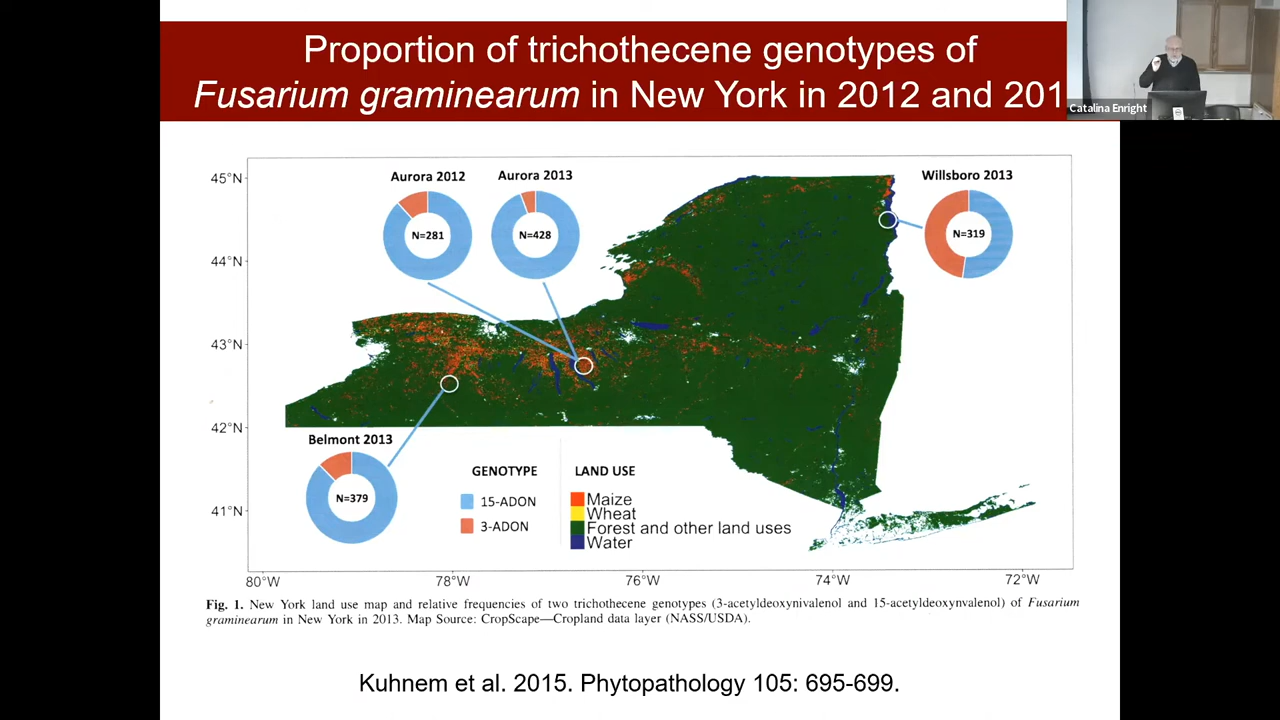 Proportion of trichothecene genotypes of
Fusarium graminearum in New York in 2012 and 201
Catalina Enright
Aurora 2012
Aurora 2013
Willsboro 2013
N=281
N=428
N=319
45°N
44°N
43°N
42°N
41°N
Belmont 2013
N=379
GENOTYPE
15-ADON
3-ADON
LAND USE
Maize
Wheat
Forest and other land uses
Water
80°W
78°W
76°W
74°W
72°W
Fig. 1. New York land use map and relative frequencies of two trichothecene genotypes (3-acetyldeoxynivalenol and 15-acetyldeoxynvalenol) of Fusarium
graminearum in New York in 2013. Map Source: CropScape—Cropland data layer (NASS/USDA).
Kuhnem et al. 2015. Phytopathology 105: 695-699.